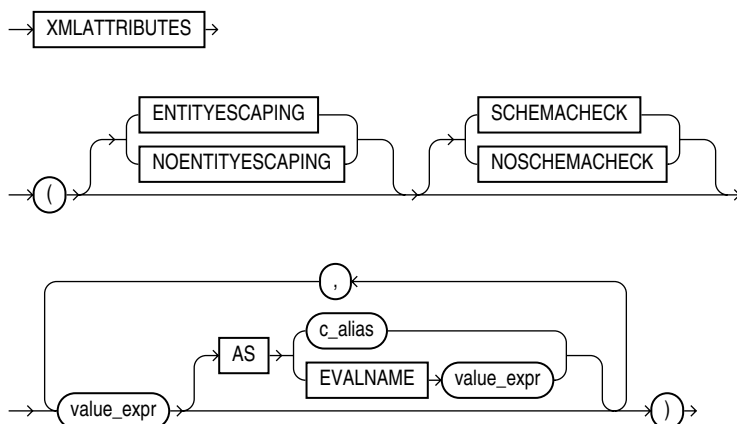 XMLATTRIBUTES
ENTITYESCAPING
NOENTITYESCAPING
SCHEMACHECK
NOSCHEMACHECK
(
,
value_expr
AS
c_alias
EVALNAME value_expr
)